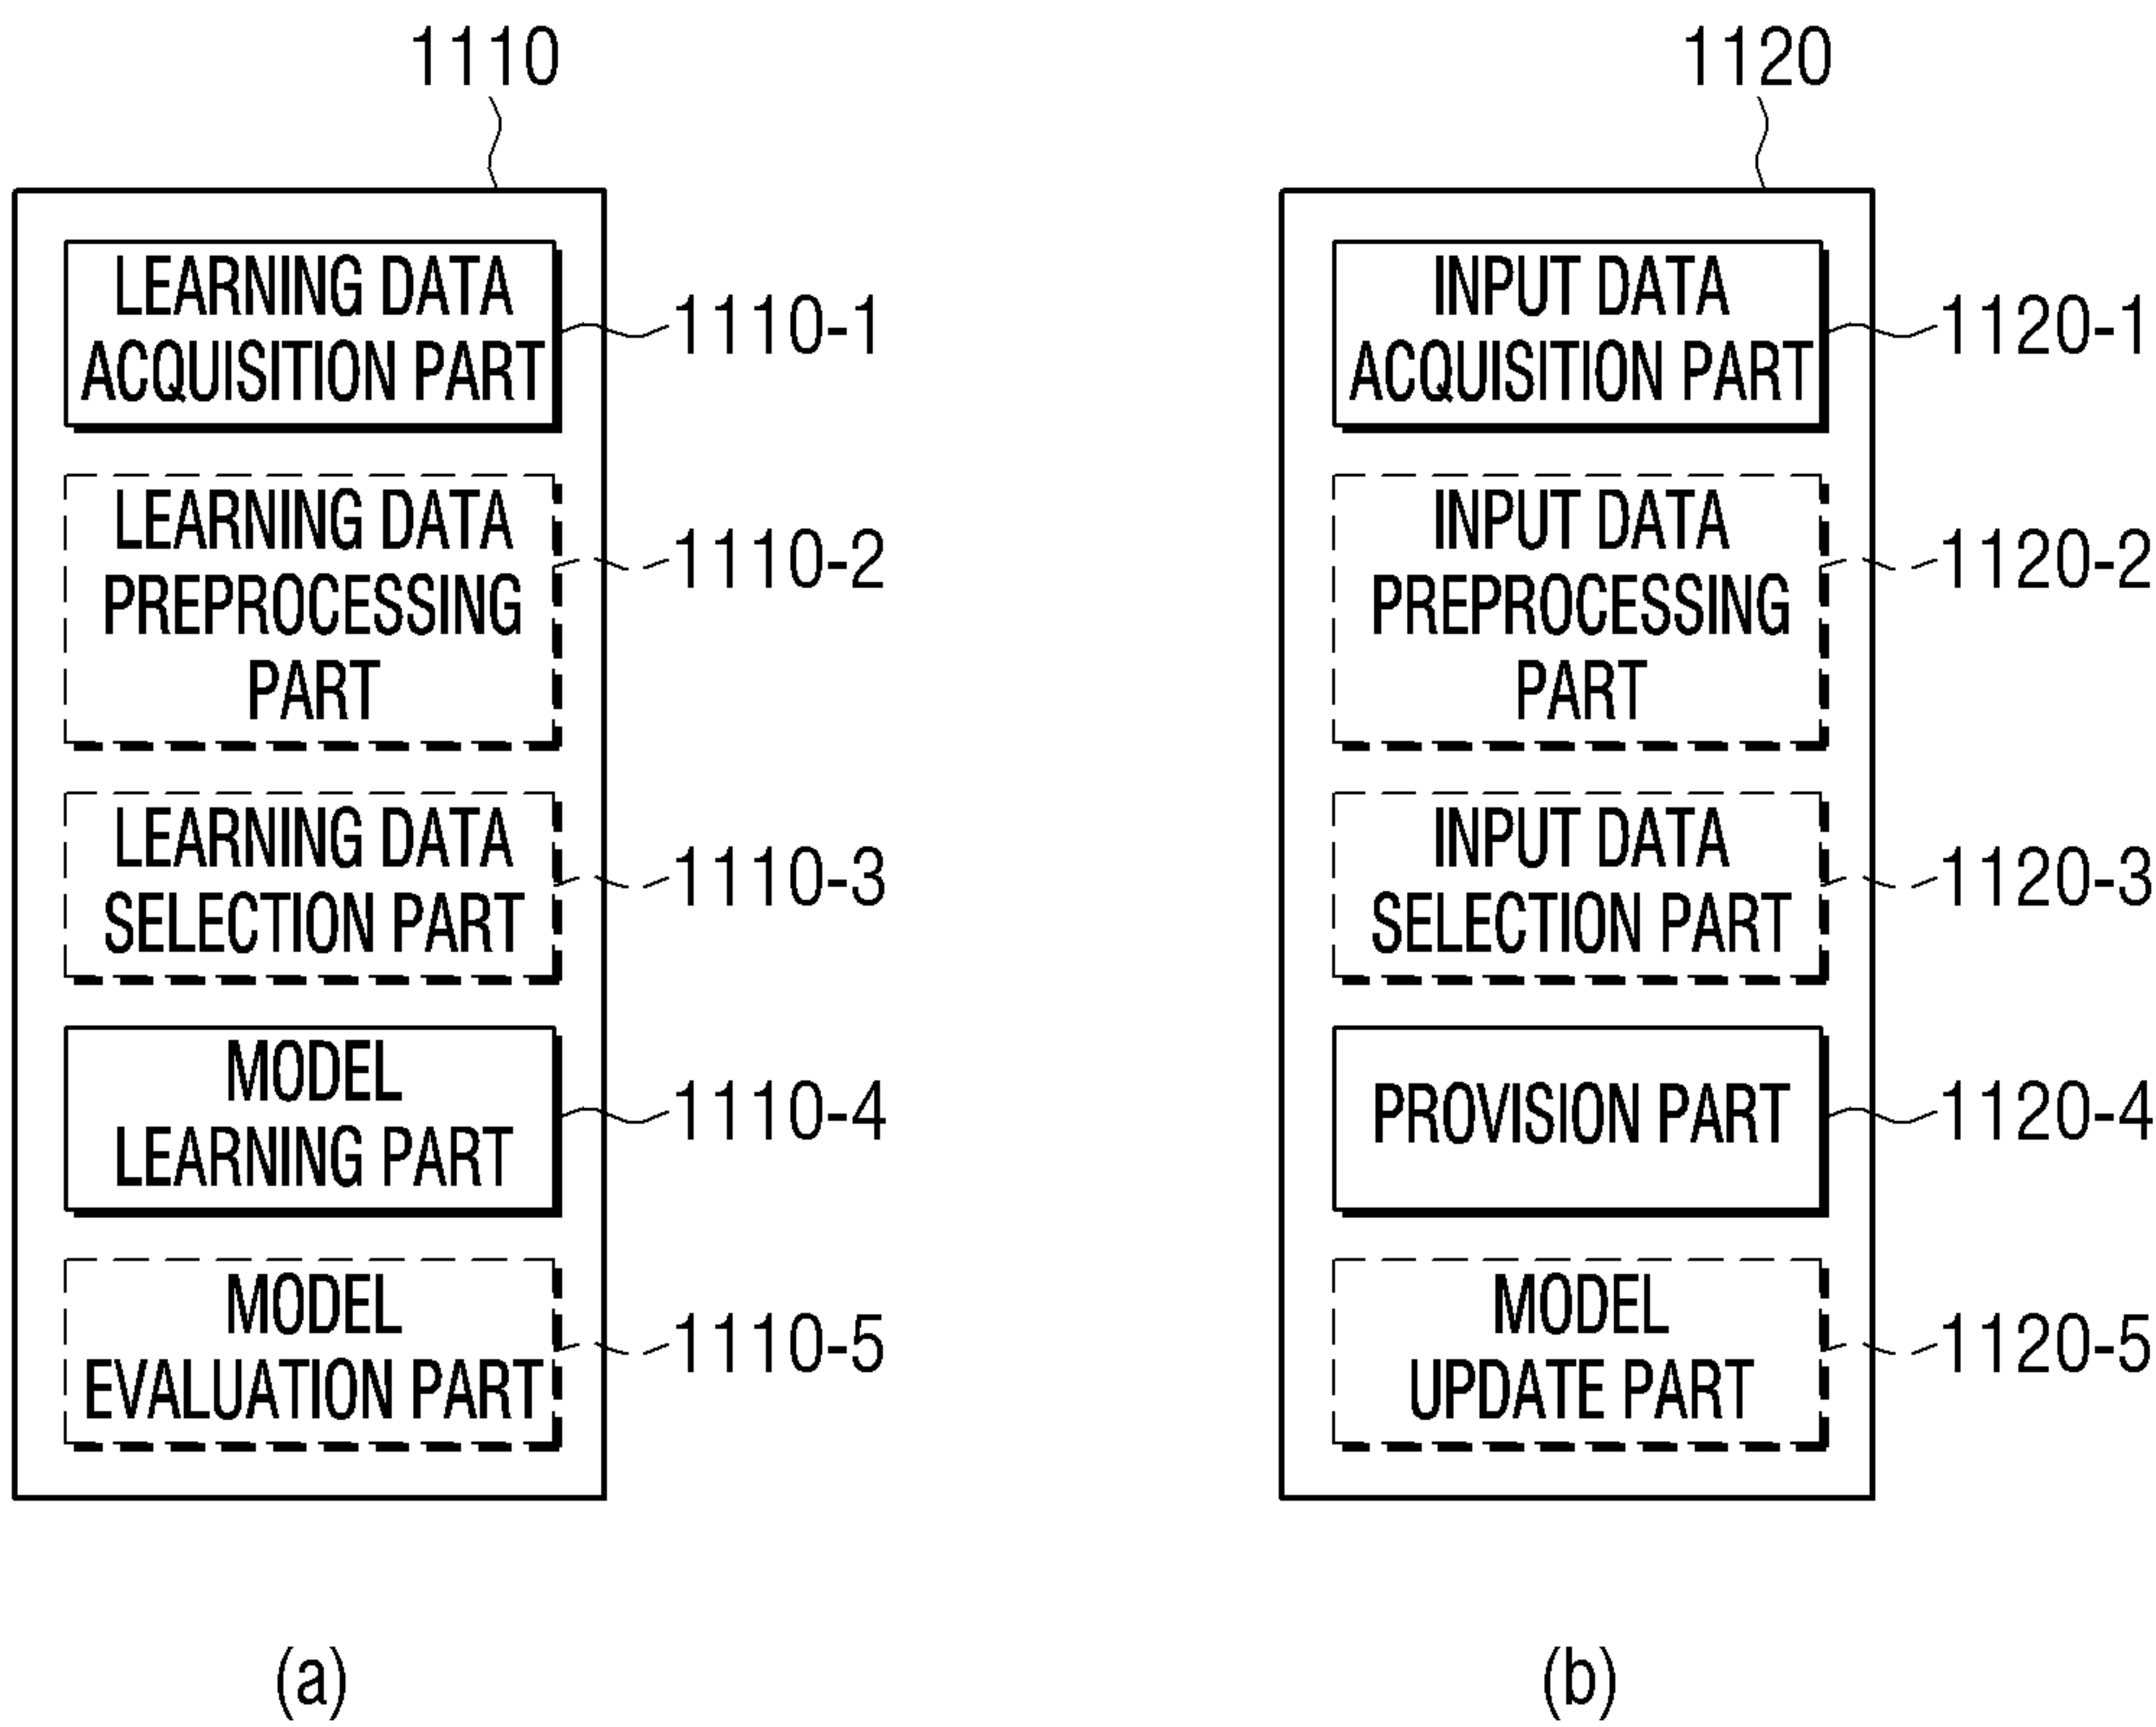 1110
LEARNING DATA
ACQUISITION PART
1110-1
LEARNING DATA
PREPROCESSING
PART
1110-2
LEARNING DATA
SELECTION PART
1110-3
MODEL
LEARNING PART
1110-4
MODEL
EVALUATION PART
1110-5
(a)
1120
INPUT DATA
ACQUISITION PART
1120-1
INPUT DATA
PREPROCESSING
PART
1120-2
INPUT DATA
SELECTION PART
1120-3
PROVISION PART
1120-4
MODEL
UPDATE PART
1120-5
(b)